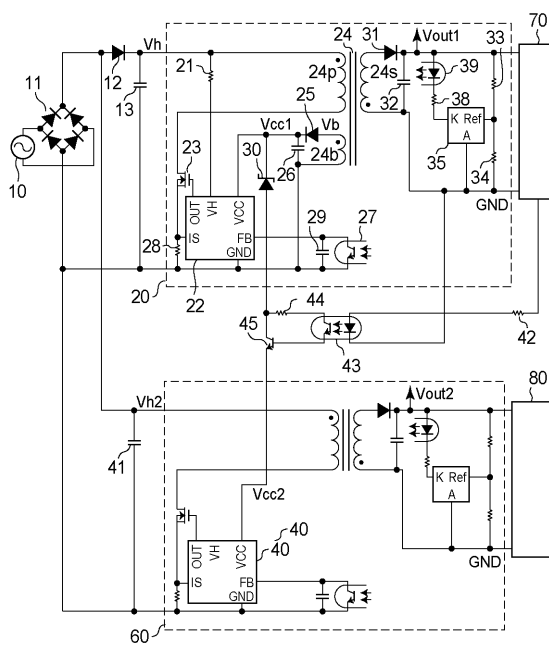 70
Vh
24
31
Vout1
33
11
12
21
24p
24s
39
13
32
38
25
Vcc1
Vb
K Ref
A
23
30
26
24b
35
10
34
OUT
VH
VCC
GND
28
IS
FB
GND
29
27
20
22
44
45
43
42
80
Vh2
Vout2
41
K Ref
A
Vcc2
GND
OUT
VH
VCC
40
40
IS
FB
GND
60